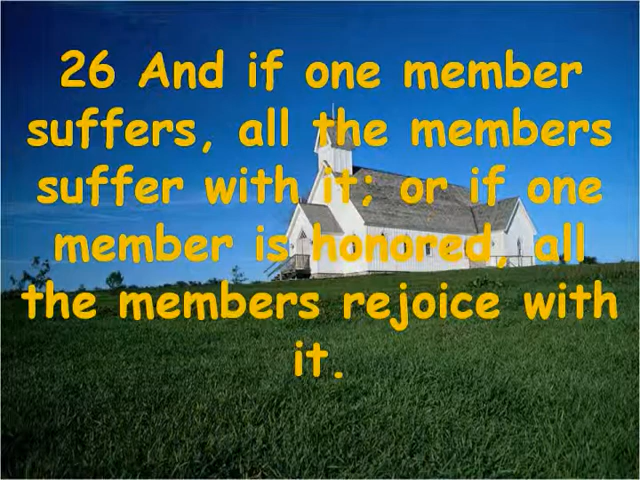 26 And if one member
suffers, all the members
suffer with it; or if one
member is honored, all
the members rejoice with
it.